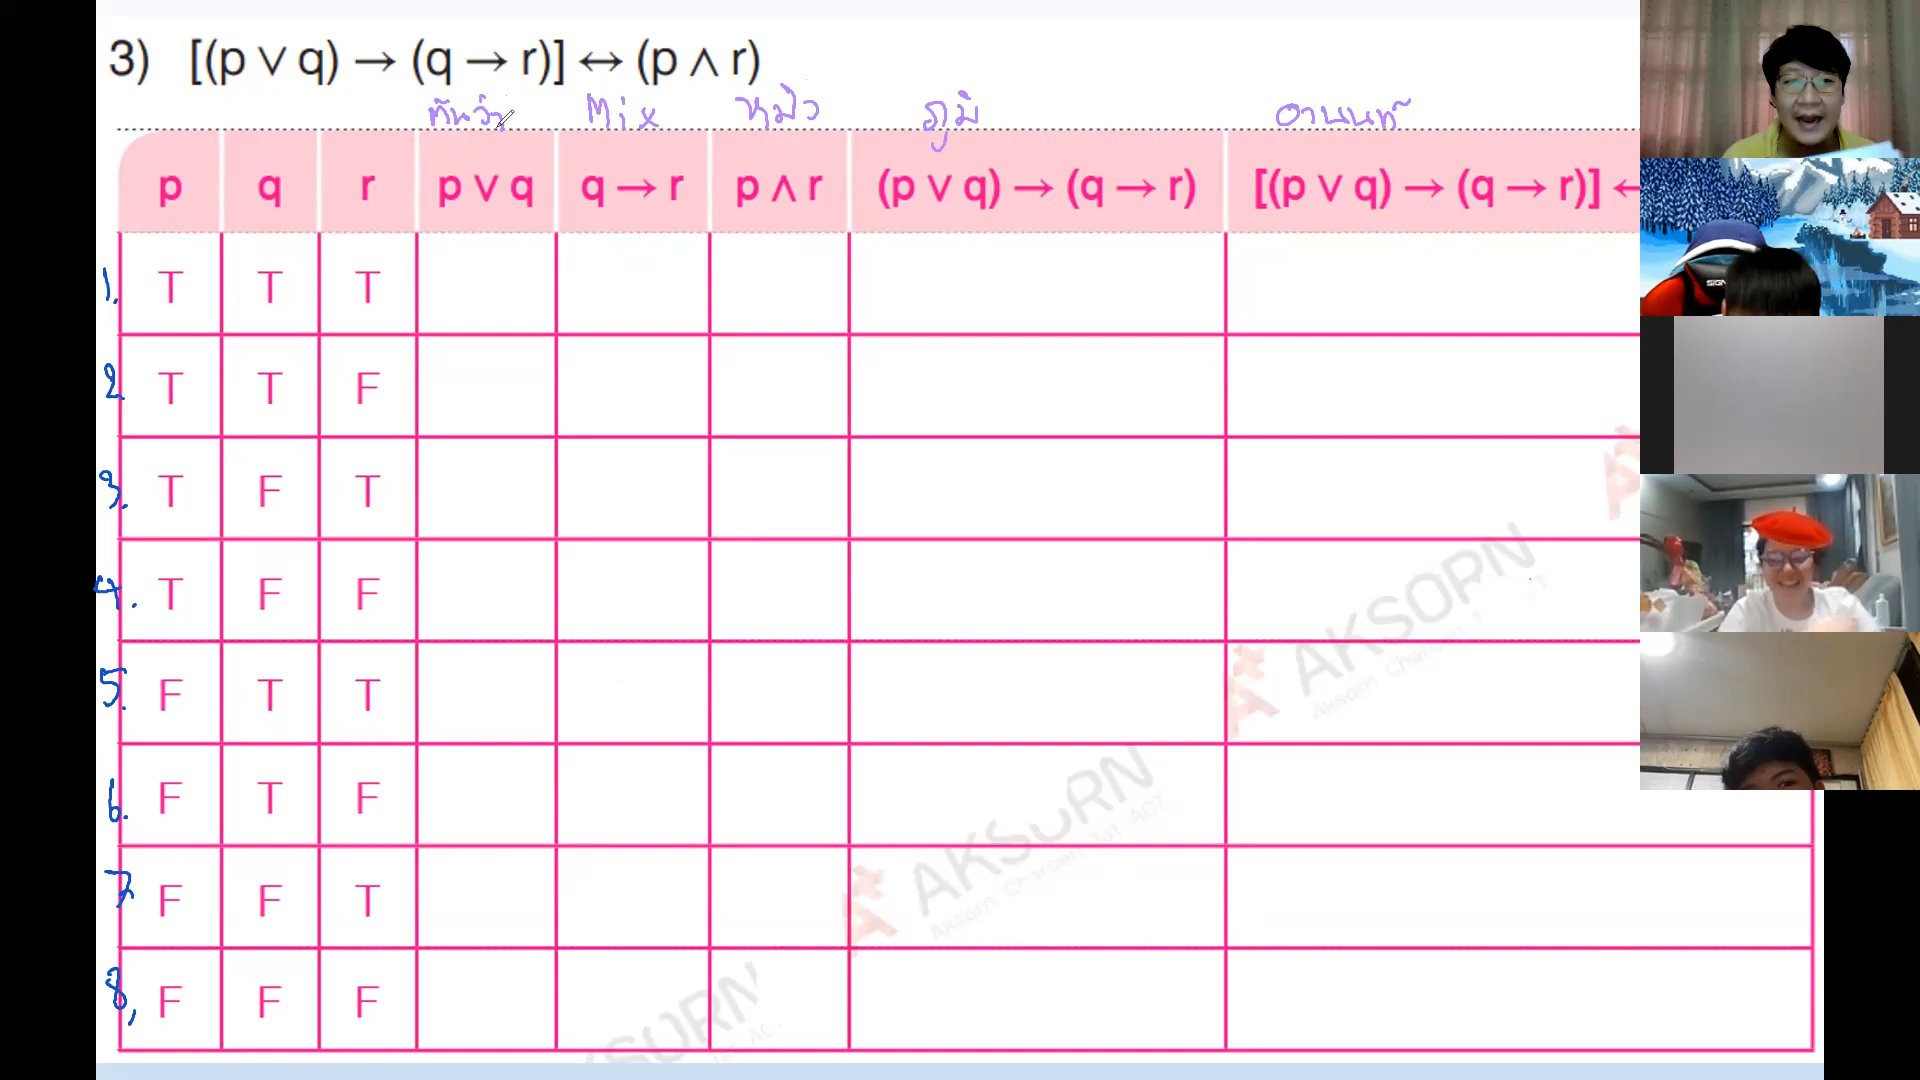 3) [(p ∨ q) → (q → r)] ↔ (p ∧ r)
ทันวัน Mix หมิว ภูมิ อานนท์
p q r p ∨ q q → r p ∧ r (p ∨ q) → (q → r) [(p ∨ q) → (q → r)] ↔
1. T T T
2. T T F
3. T F T
4. T F F
5. F T T
6. F T F
7 F F T
8, F F F
AKSORN
AKSORN